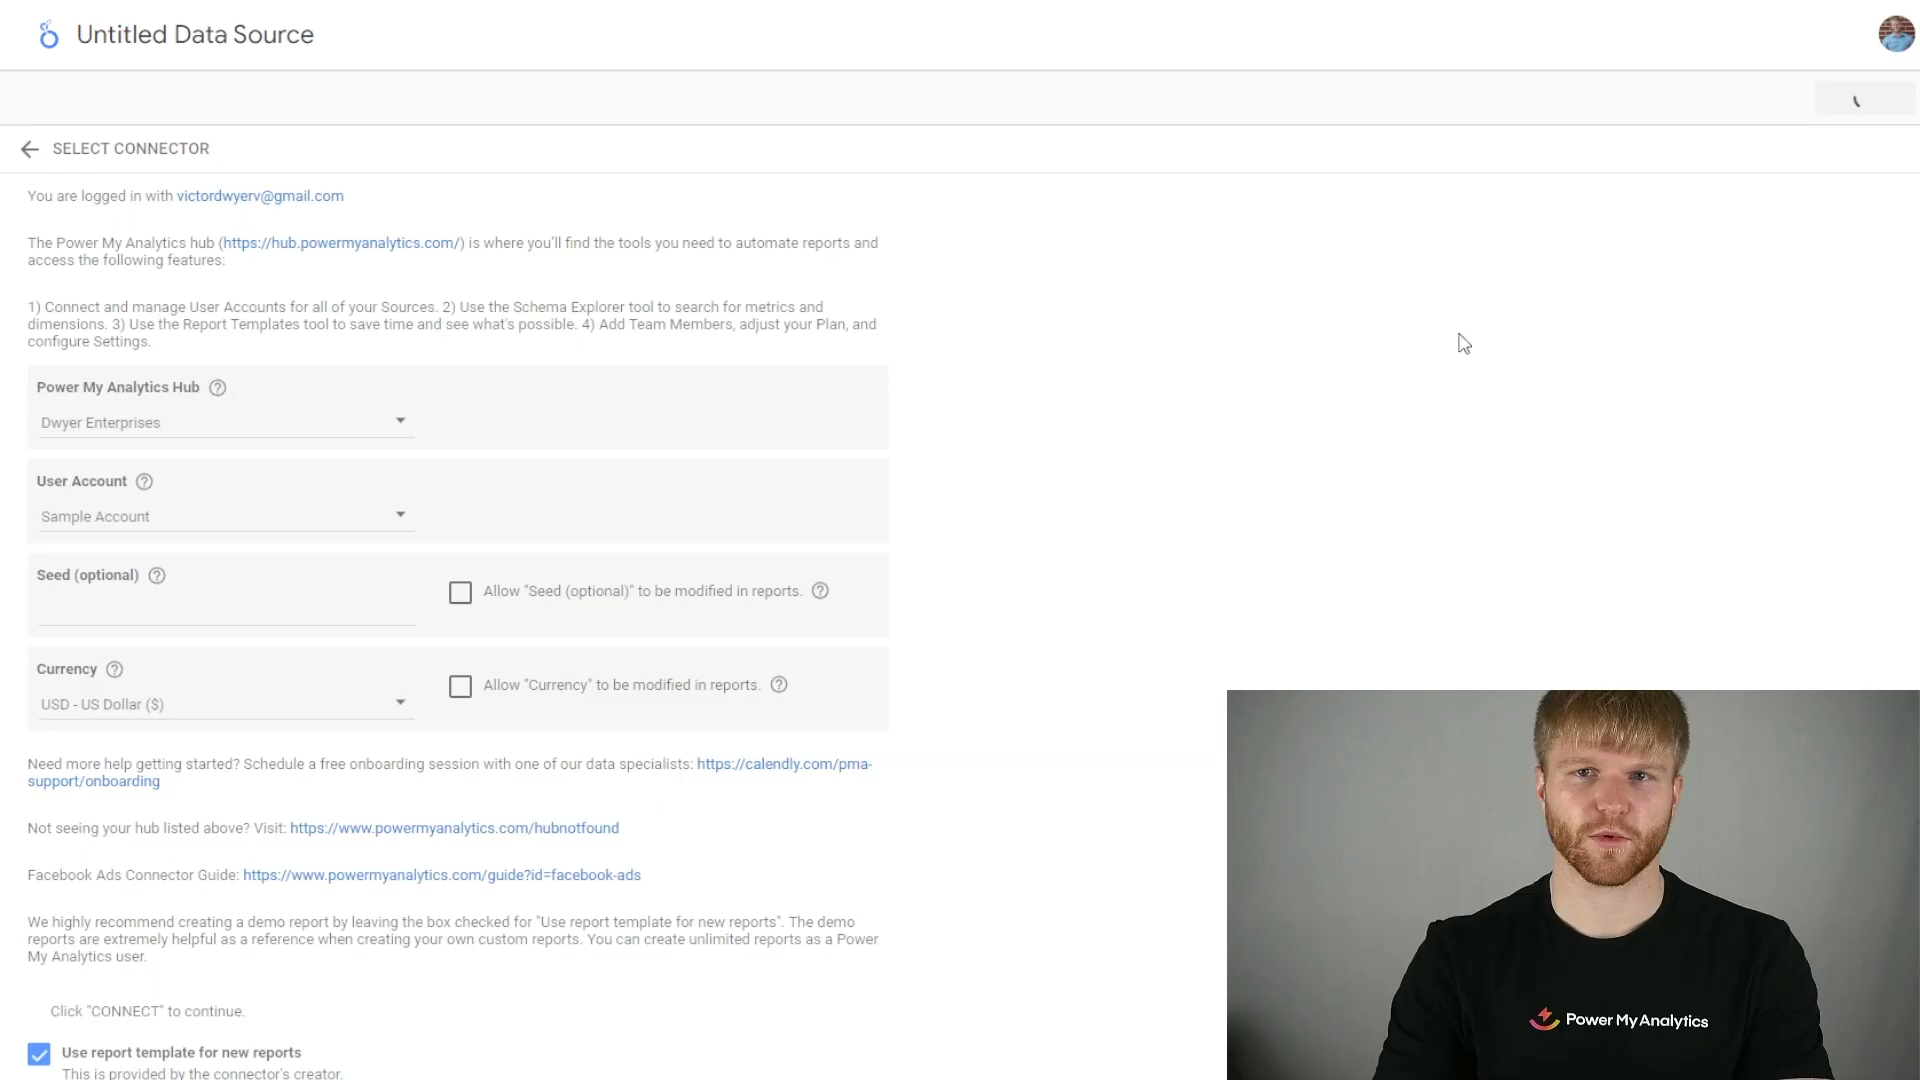 Untitled Data Source
SELECT CONNECTOR
You are logged in with victordwyerv@gmail.com
The Power My Analytics hub (https://hub.powermyanalytics.com/) is where you'll find the tools you need to automate reports and
access the following features:
1) Connect and manage User Accounts for all of your Sources. 2) Use the Schema Explorer tool to search for metrics and
dimensions. 3) Use the Report Templates tool to save time and see what's possible. 4) Add Team Members, adjust your Plan, and
configure Settings.
Power My Analytics Hub
Dwyer Enterprises
User Account
Sample Account
Seed (optional)
Allow "Seed (optional)" to be modified in reports.
Currency
Allow "Currency" to be modified in reports.
USD - US Dollar ($)
Need more help getting started? Schedule a free onboarding session with one of our data specialists: https://calendly.com/pma-
support/onboarding
Not seeing your hub listed above? Visit: https://www.powermyanalytics.com/hubnotfound
Facebook Ads Connector Guide: https://www.powermyanalytics.com/guide?id=facebook-ads
We highly recommend creating a demo report by leaving the box checked for "Use report template for new reports". The demo
reports are extremely helpful as a reference when creating your own custom reports. You can create unlimited reports as a Power
My Analytics user.
Click "CONNECT" to continue.
Use report template for new reports
This is provided by the connector's creator.
Power My Analytics